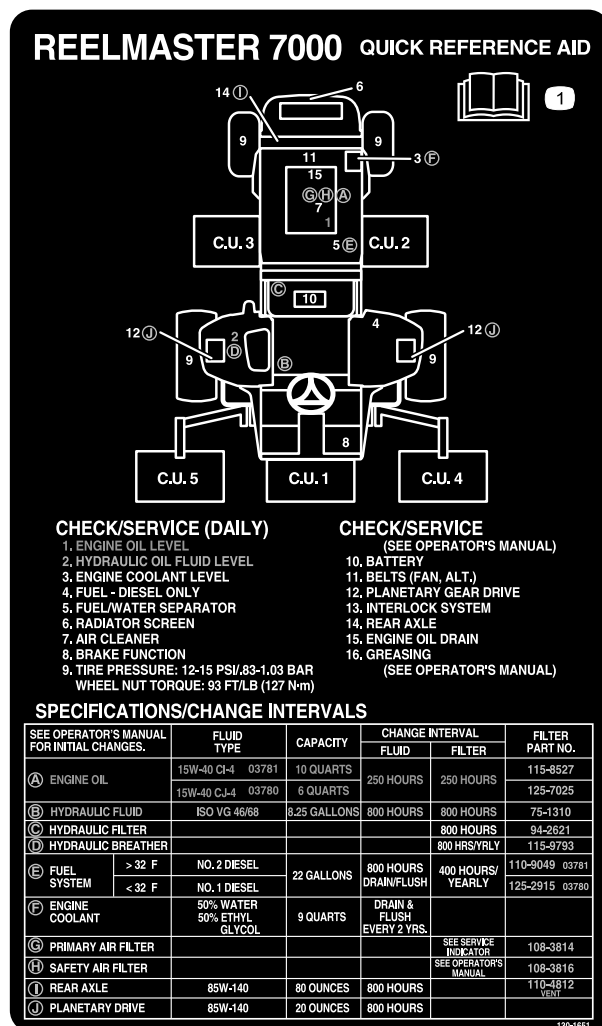 REELMASTER 7000 QUICK REFERENCE AID
1
6
14 Ⓘ
9
9
11
3 Ⓕ
15
Ⓖ Ⓗ Ⓐ
7
1
C.U. 3
5 Ⓔ
C.U. 2
Ⓒ
10
12 Ⓙ
2
Ⓓ
4
12 Ⓙ
9
Ⓑ
9
8
C.U. 5
C.U. 1
C.U. 4
CHECK/SERVICE (DAILY)
1. ENGINE OIL LEVEL
2. HYDRAULIC OIL FLUID LEVEL
3. ENGINE COOLANT LEVEL
4. FUEL - DIESEL ONLY
5. FUEL/WATER SEPARATOR
6. RADIATOR SCREEN
7. AIR CLEANER
8. BRAKE FUNCTION
9. TIRE PRESSURE: 12-15 PSI/.83-1.03 BAR
WHEEL NUT TORQUE: 93 FT/LB (127 N·m)
CHECK/SERVICE
(SEE OPERATOR'S MANUAL)
10. BATTERY
11. BELTS (FAN, ALT.)
12. PLANETARY GEAR DRIVE
13. INTERLOCK SYSTEM
14. REAR AXLE
15. ENGINE OIL DRAIN
16. GREASING
(SEE OPERATOR'S MANUAL)
SPECIFICATIONS/CHANGE INTERVALS
SEE OPERATOR'S MANUAL
FOR INITIAL CHANGES.
FLUID
TYPE
CAPACITY
CHANGE INTERVAL
FLUID
FILTER
FILTER
PART NO.
Ⓐ ENGINE OIL
15W-40 CI-4 03781
10 QUARTS
15W-40 CJ-4 03780
6 QUARTS
250 HOURS
250 HOURS
115-8527
125-7025
Ⓑ HYDRAULIC FLUID ISO VG 46/68 8.25 GALLONS 800 HOURS 800 HOURS 75-1310
Ⓒ HYDRAULIC FILTER 800 HOURS 94-2621
Ⓓ HYDRAULIC BREATHER 800 HRS/YRLY 115-9793
Ⓔ FUEL
SYSTEM
> 32 F
NO. 2 DIESEL
< 32 F
NO. 1 DIESEL
22 GALLONS
800 HOURS
DRAIN/FLUSH
400 HOURS/
YEARLY
110-9049 03781
125-2915 03780
Ⓕ ENGINE
COOLANT
50% WATER
50% ETHYL
GLYCOL
9 QUARTS
DRAIN &
FLUSH
EVERY 2 YRS.
Ⓖ PRIMARY AIR FILTER
SEE SERVICE
INDICATOR
108-3814
Ⓗ SAFETY AIR FILTER
SEE OPERATOR'S
MANUAL
108-3816
Ⓘ REAR AXLE 85W-140 80 OUNCES 800 HOURS
110-4812
VENT
Ⓙ PLANETARY DRIVE 85W-140 20 OUNCES 800 HOURS
130-1651